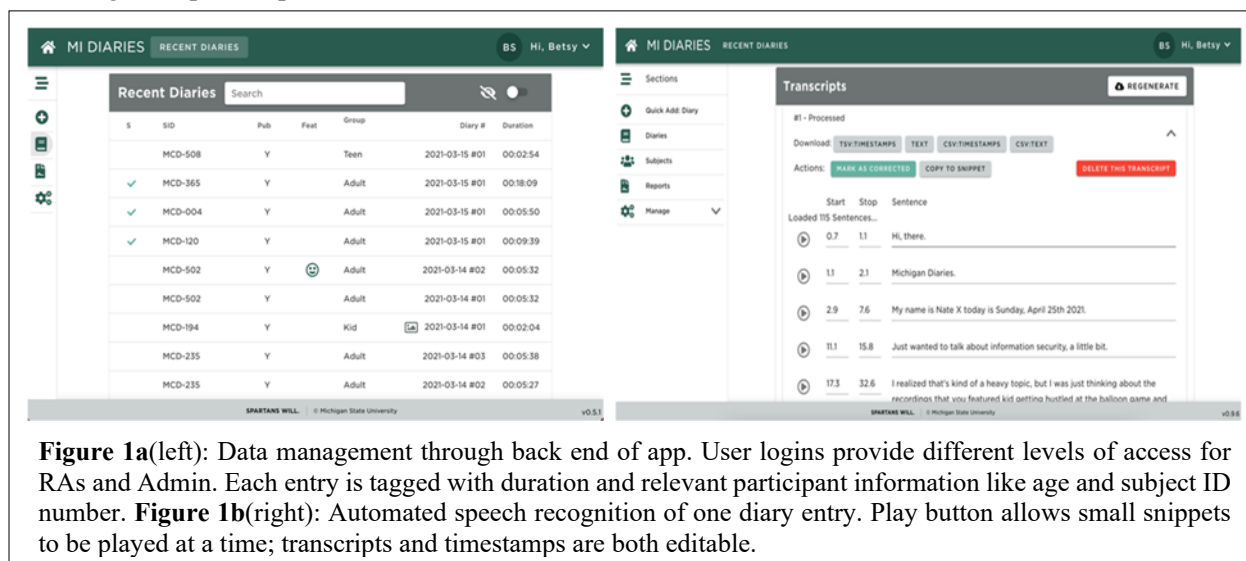 MI DIARIES RECENT DIARIES BS Hi, Betsy
Recent Diaries Search
S SID Pub Feat Group Diary # Duration
MCD-508 Y Teen 2021-03-15 #01 00:02:54
MCD-365 Y Adult 2021-03-15 #01 00:18:09
MCD-004 Y Adult 2021-03-15 #01 00:05:50
MCD-120 Y Adult 2021-03-15 #01 00:09:39
MCD-502 Y Adult 2021-03-14 #02 00:05:32
MCD-502 Y Adult 2021-03-14 #01 00:05:32
MCD-194 Y Kid 2021-03-14 #01 00:02:04
MCD-235 Y Adult 2021-03-14 #03 00:05:38
MCD-235 Y Adult 2021-03-14 #02 00:05:27
SPARTANS WILL. © Michigan State University v0.5.1
MI DIARIES RECENT DIARIES BS Hi, Betsy
Sections
Quick Add: Diary
Diaries
Subjects
Reports
Manage
Transcripts REGENERATE
#1 - Processed
Download: TSV:TIMESTAMPS TEXT CSV:TIMESTAMPS CSV:TEXT
Actions: MARK AS CORRECTED COPY TO SNIPPET DELETE THIS TRANSCRIPT
Start Stop Sentence
Loaded 115 Sentences...
0.7 1.1 Hi, there.
1.1 2.1 Michigan Diaries.
2.9 7.6 My name is Nate X today is Sunday, April 25th 2021.
11.1 15.8 Just wanted to talk about information security, a little bit.
17.3 32.6 I realized that's kind of a heavy topic, but I was just thinking about the
recordings that you featured kid getting hustled at the balloon game and
SPARTANS WILL. © Michigan State University v0.9.6
Figure 1a(left): Data management through back end of app. User logins provide different levels of access for
RAs and Admin. Each entry is tagged with duration and relevant participant information like age and subject ID
number. Figure 1b(right): Automated speech recognition of one diary entry. Play button allows small snippets
to be played at a time; transcripts and timestamps are both editable.